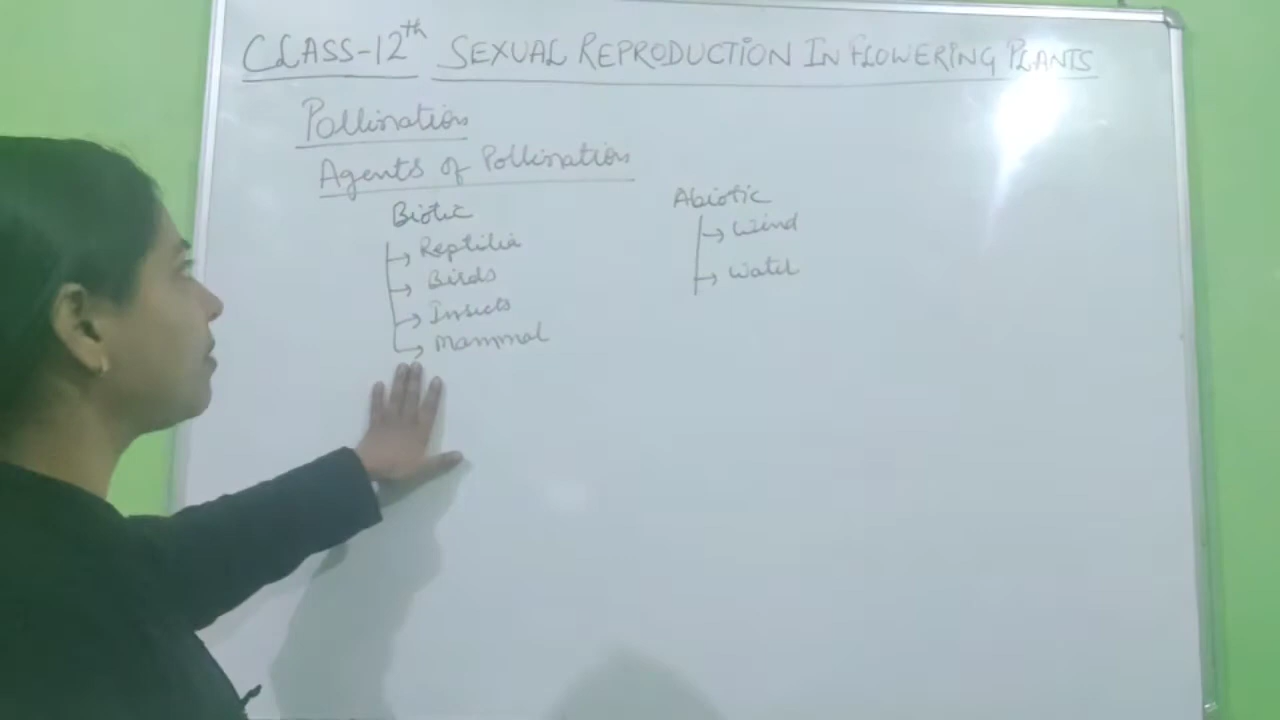 CLASS-12th SEXUAL REPRODUCTION IN FLOWERING PLANTS
Pollination
Agents of Pollination
Biotic
→ Reptilia
→ Birds
→ Insects
→ Mammal
Abiotic
→ Wind
→ Water